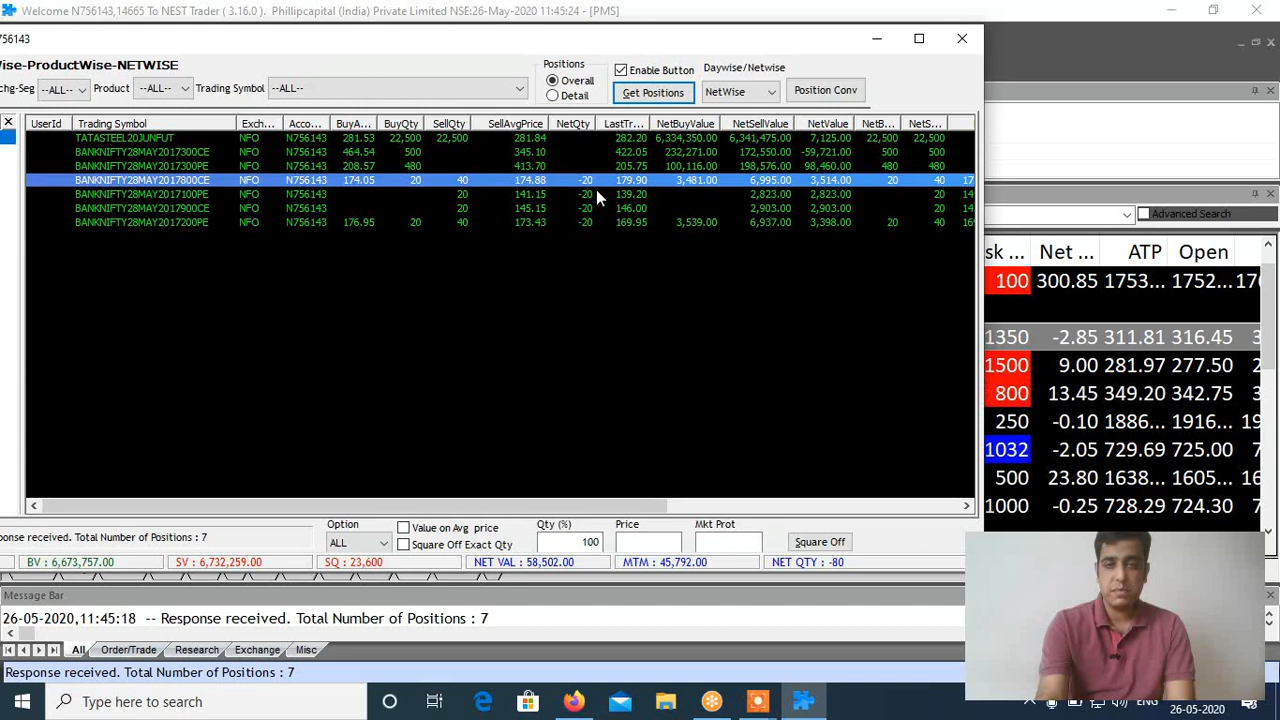 Welcome N756143,14665 To NEST Trader ( 3.16.0 ) . Phillipcapital (India) Private Limited NSE:26-May-2020 11:45:24 - [PMS]
756143
ise-ProductWise-NETWISE
Positions
Overall
Detail
Enable Button
Daywise/Netwise
chg-Seg --ALL-- Product --ALL-- Trading Symbol --ALL--
Get Positions NetWise Position Conv
UserId Trading Symbol Exch... Acco... BuyA... BuyQty SellQty SellAvgPrice NetQty LastTr... NetBuyValue NetSellValue NetValue NetB... NetS...
TATASTEEL20JUNFUT NFO N756143 281.53 22,500 22,500 281.84 282.20 6,334,350.00 6,341,475.00 7,125.00 22,500 22,500
BANKNIFTY28MAY2017300CE NFO N756143 464.54 500 345.10 422.05 232,271.00 172,550.00 -59,721.00 500 500
BANKNIFTY28MAY2017300PE NFO N756143 208.57 480 413.70 205.75 100,116.00 198,576.00 98,460.00 480 480
BANKNIFTY28MAY2017800CE NFO N756143 174.05 20 40 174.88 -20 179.90 3,481.00 6,995.00 3,514.00 20 40 17
BANKNIFTY28MAY2017100PE NFO N756143 20 141.15 -20 139.20 2,823.00 2,823.00 20 14
BANKNIFTY28MAY2017900CE NFO N756143 20 145.15 -20 146.00 2,903.00 2,903.00 20 14
BANKNIFTY28MAY2017200PE NFO N756143 176.95 20 40 173.43 -20 169.95 3,539.00 6,937.00 3,398.00 20 40
Advanced Search
sk ... Net ... ATP Open
100 300.85 1753... 1752...
1350 -2.85 311.81 316.45
1500 9.00 281.97 277.50
800 13.45 349.20 342.75
250 -0.10 1886... 1916...
1032 -2.05 729.69 725.00
500 23.80 1638... 1605...
1000 -0.25 728.29 724.30
Option Value on Avg price Qty (%) Price Mkt Prot
ALL Square Off Exact Qty 100 Square Off
ponse received. Total Number of Positions : 7
BV : 6,673,757.00 SV : 6,732,259.00 SQ : 23,600 NET VAL : 58,502.00 MTM : 45,792.00 NET QTY : -80
Message Bar
26-05-2020,11:45:18 -- Response received. Total Number of Positions : 7
All Order/Trade Research Exchange Misc
Response received. Total Number of Positions : 7
Type here to search
ENG
26-05-2020